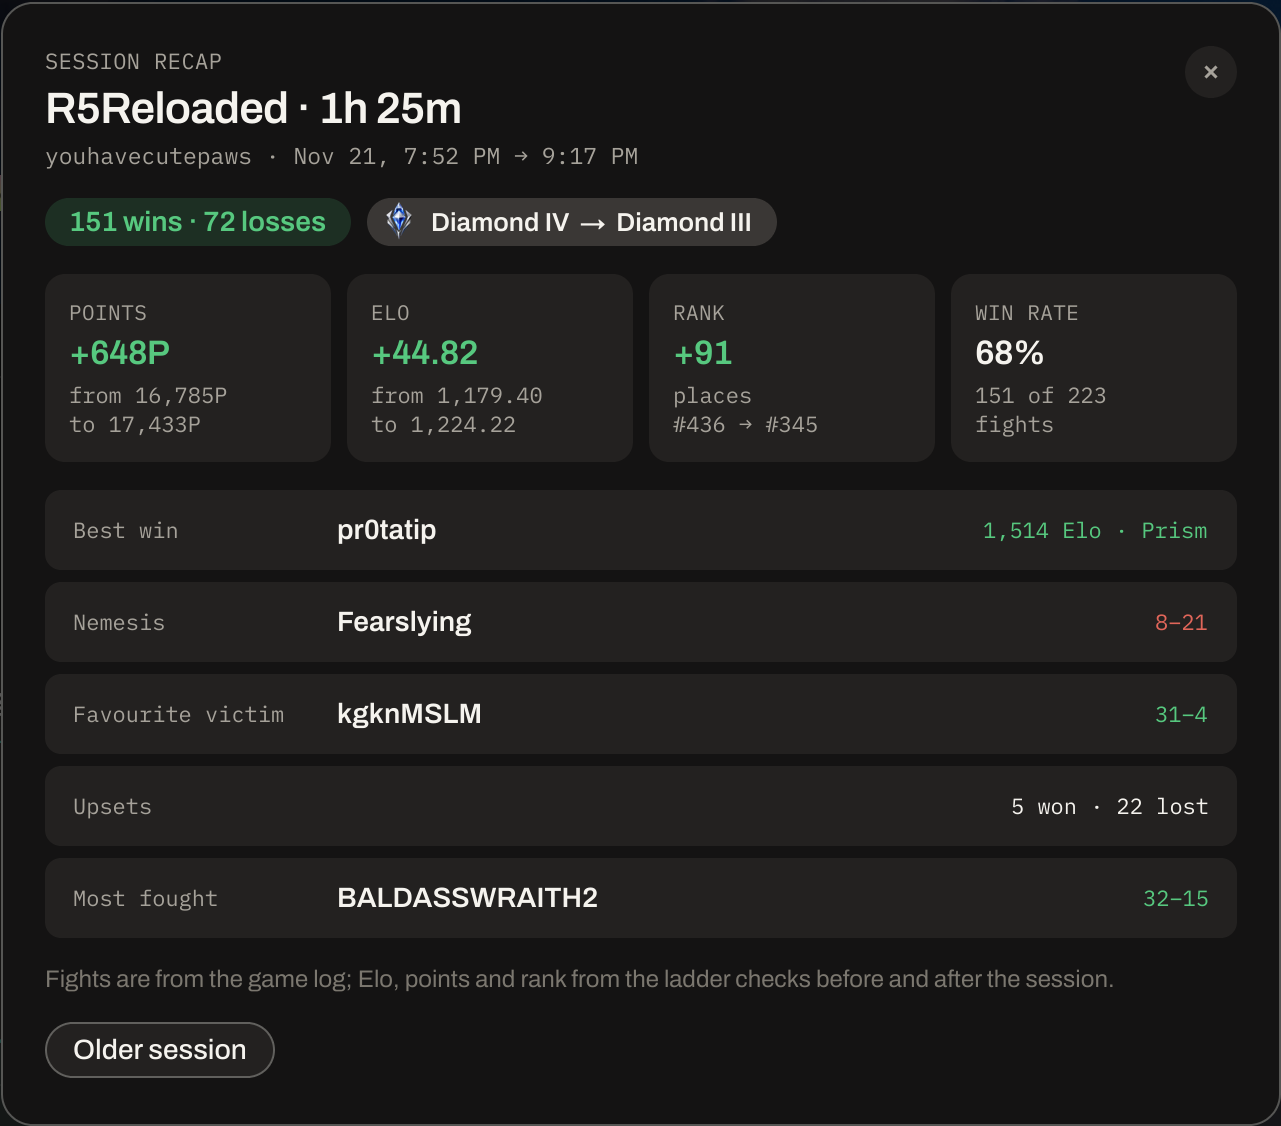 SESSION RECAP
R5Reloaded · 1h 25m
youhavecutepaws · Nov 21, 7:52 PM → 9:17 PM
151 wins · 72 losses
Diamond IV → Diamond III
POINTS
+648P
from 16,785P
to 17,433P
ELO
+44.82
from 1,179.40
to 1,224.22
RANK
+91
places
#436 → #345
WIN RATE
68%
151 of 223
fights
Best win pr0tatip 1,514 Elo · Prism
Nemesis Fearslying 8–21
Favourite victim kgknMSLM 31–4
Upsets 5 won · 22 lost
Most fought BALDASSWRAITH2 32–15
Fights are from the game log; Elo, points and rank from the ladder checks before and after the session.
Older session